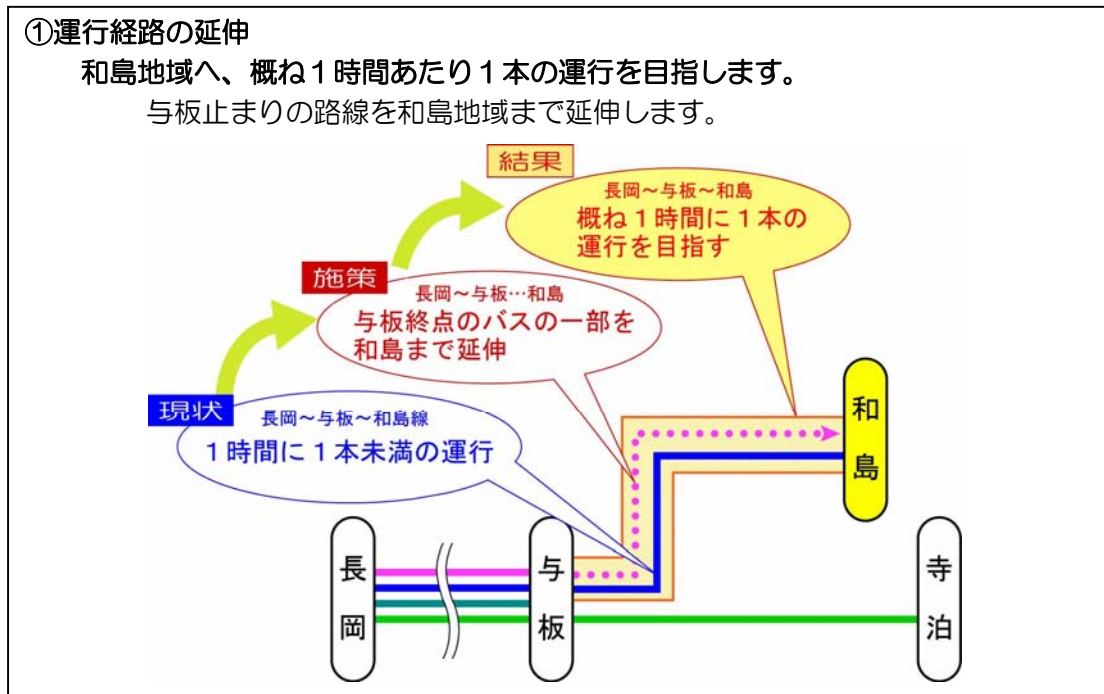 ①運行経路の延伸
和島地域へ、概ね１時間あたり１本の運行を目指します。
与板止まりの路線を和島地域まで延伸します。
結果
長岡～与板～和島
概ね１時間に１本の
運行を目指す
施策
長岡～与板…和島
与板終点のバスの一部を
和島まで延伸
現状
長岡～与板～和島線
１時間に１本未満の運行
和島
長岡
与板
寺泊